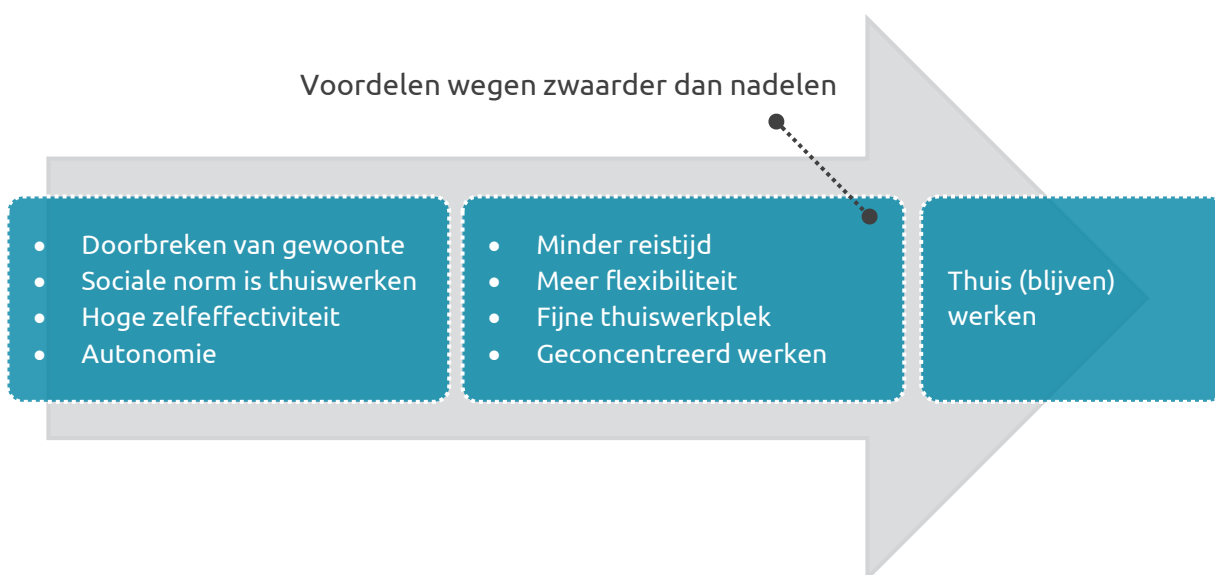 Voordelen wegen zwaarder dan nadelen
• Doorbreken van gewoonte
• Sociale norm is thuiswerken
• Hoge zelfeffectiviteit
• Autonomie
• Minder reistijd
• Meer flexibiliteit
• Fijne thuiswerkplek
• Geconcentreerd werken
Thuis (blijven)
werken